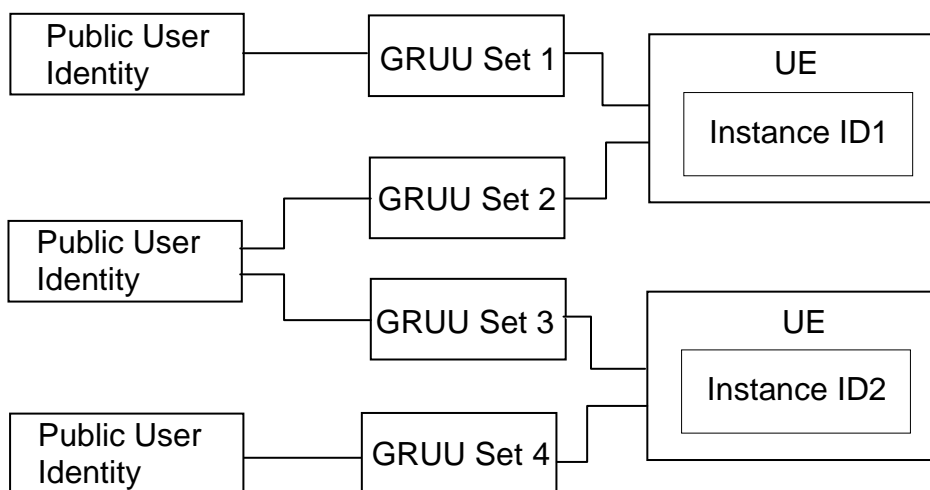 Public User
Identity
GRUU Set 1
UE
Instance ID1
GRUU Set 2
Public User
Identity
GRUU Set 3
UE
Instance ID2
Public User
Identity
GRUU Set 4